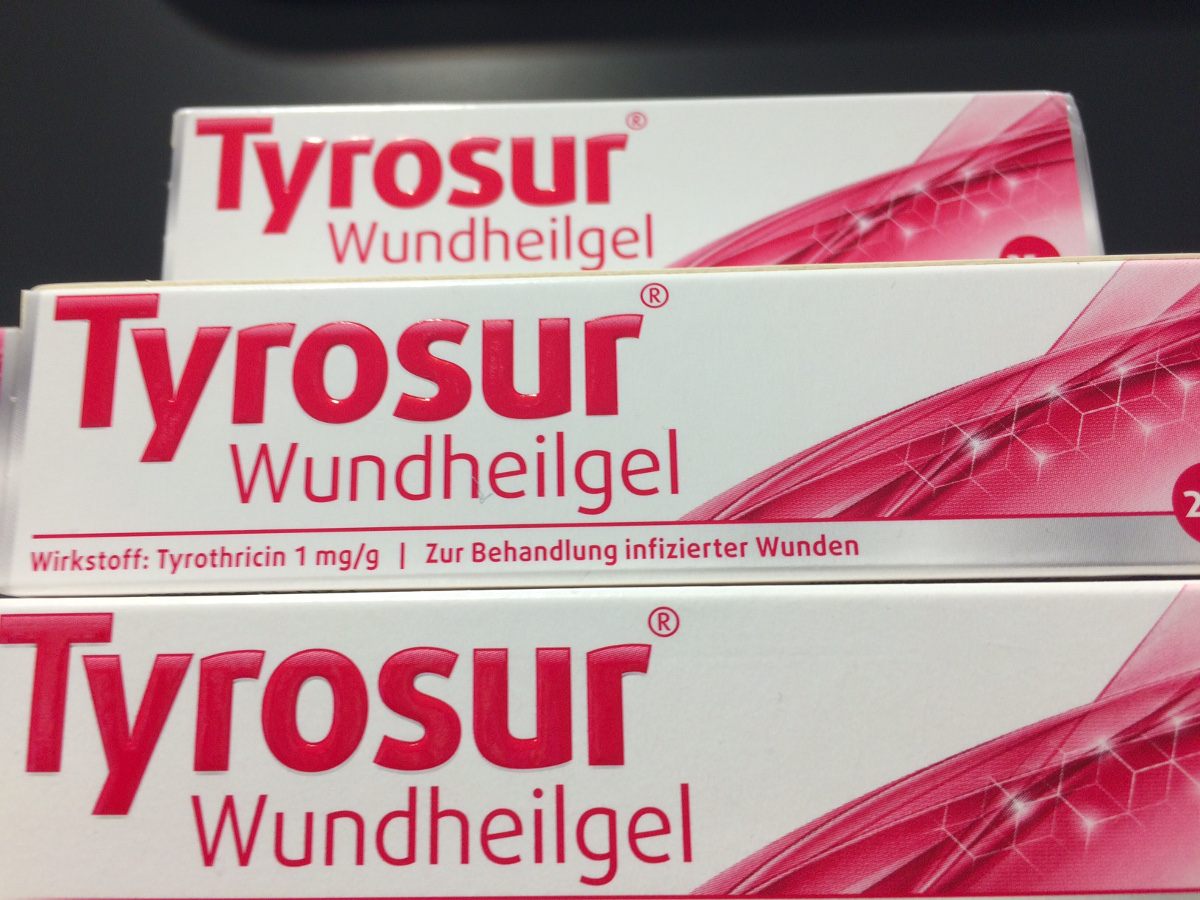 Tyrosur®
Wundheilgel
Tyrosur®
Wundheilgel
Wirkstoff: Tyrothricin 1 mg/g | Zur Behandlung infizierter Wunden
Tyrosur®
Wundheilgel